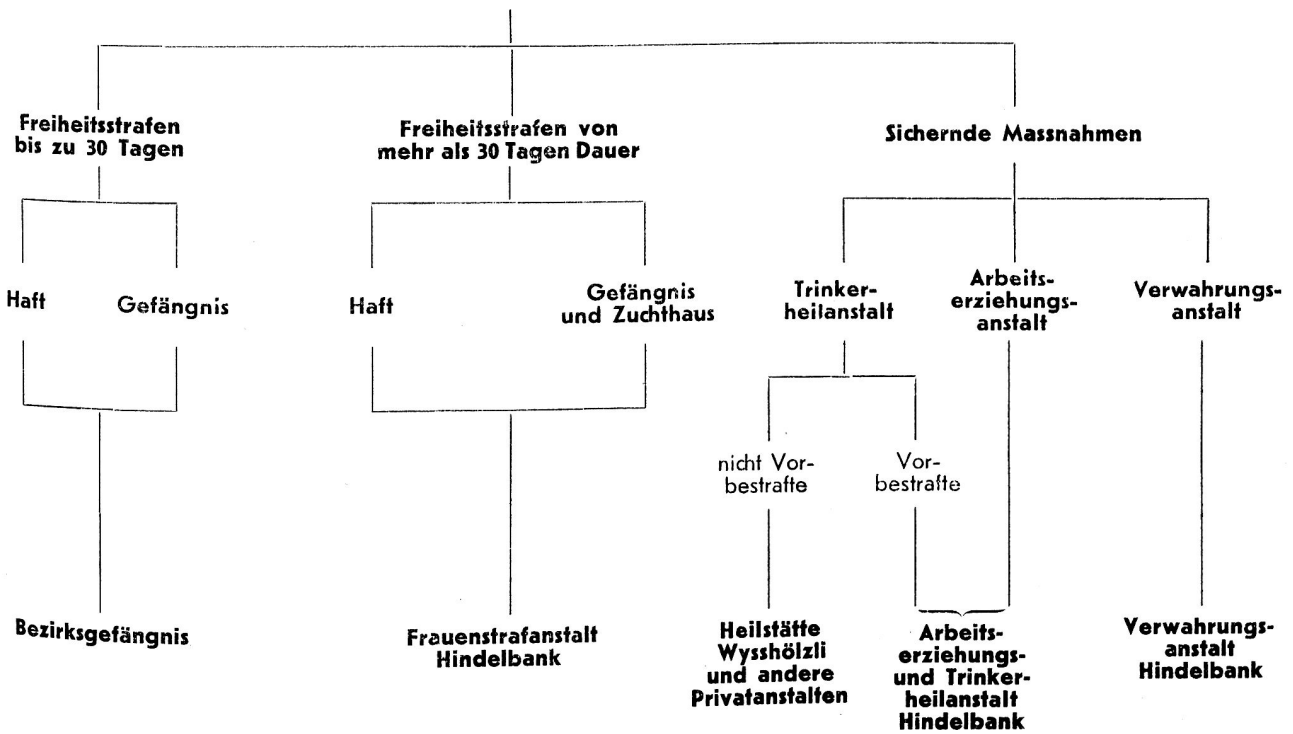 Freiheitsstrafen
bis zu 30 Tagen
Freiheitsstrafen von
mehr als 30 Tagen Dauer
Sichernde Massnahmen
Haft
Gefängnis
Haft
Gefängnis
und Zuchthaus
Trinker-
heilanstalt
Arbeits-
erziehungs-
anstalt
Verwahrungs-
anstalt
nicht Vor-
bestrafte
Vor-
bestrafte
Bezirksgefängnis
Frauenstrafanstalt
Hindelbank
Heilstätte
Wysshölzli
und andere
Privatanstalten
Arbeits-
erziehungs-
und Trinker-
heilanstalt
Hindelbank
Verwahrungs-
anstalt
Hindelbank